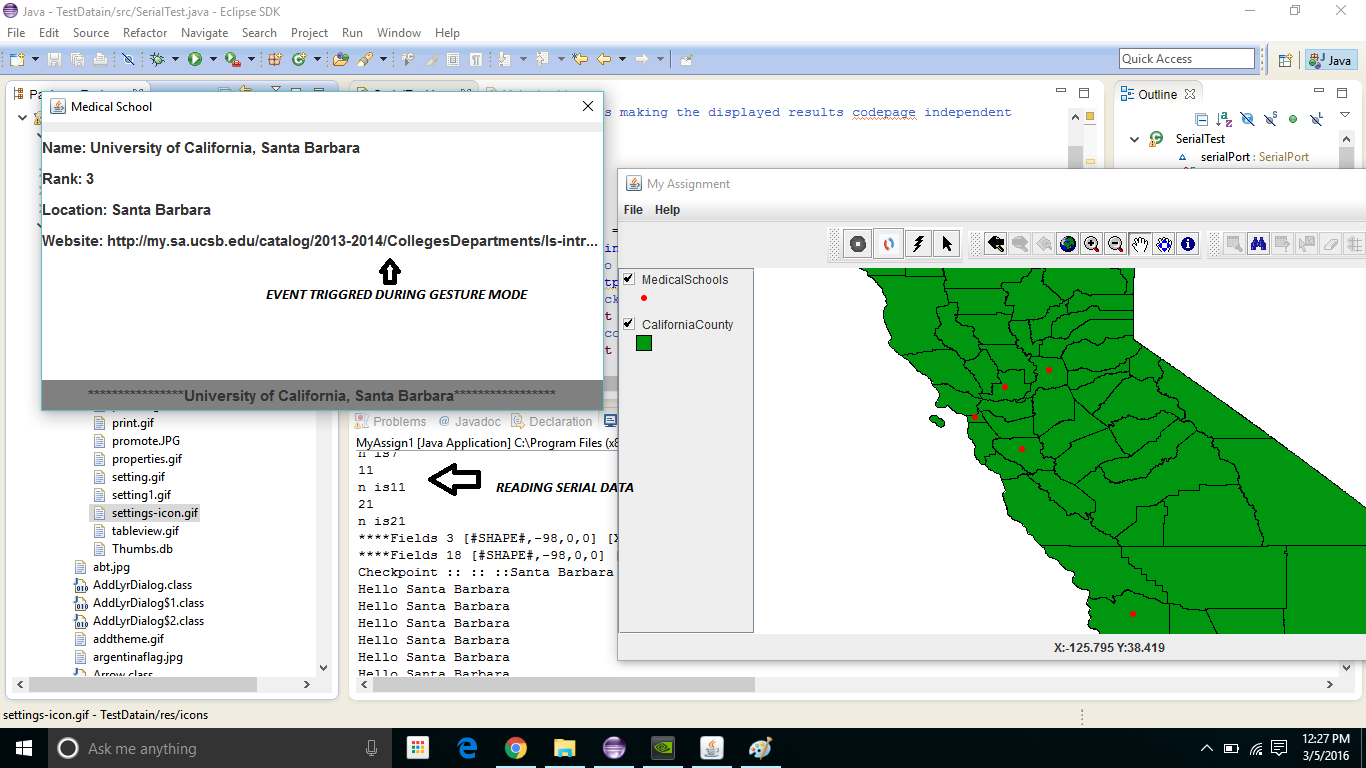 Java - TestDatain/src/SerialTest.java - Eclipse SDK
File Edit Source Refactor Navigate Search Project Run Window Help
Quick Access
Java
Medical School
Name: University of California, Santa Barbara
Rank: 3
Location: Santa Barbara
Website: http://my.sa.ucsb.edu/catalog/2013-2014/CollegesDepartments/ls-intr...
EVENT TRIGGRED DURING GESTURE MODE
****************University of California, Santa Barbara*****************
s making the displayed results codepage independent
Outline
SerialTest
serialPort : SerialPort
My Assignment
File Help
MedicalSchools
CaliforniaCounty
X:-125.795 Y:38.419
print.gif
promote.JPG
properties.gif
setting.gif
setting1.gif
settings-icon.gif
tableview.gif
Thumbs.db
abt.jpg
AddLyrDialog.class
AddLyrDialog$1.class
AddLyrDialog$2.class
addtheme.gif
argentinaflag.jpg
Arrow.class
Problems @ Javadoc Declaration
MyAssign1 [Java Application] C:\Program Files (x8
n is7
11
n is11
21
n is21
READING SERIAL DATA
****Fields 3 [#SHAPE#,-98,0,0] [
****Fields 18 [#SHAPE#,-98,0,0]
Checkpoint :: :: ::Santa Barbara
Hello Santa Barbara
Hello Santa Barbara
Hello Santa Barbara
Hello Santa Barbara
Hello Santa Barbara
Hello Santa Barbara
settings-icon.gif - TestDatain/res/icons
Ask me anything
12:27 PM
3/5/2016